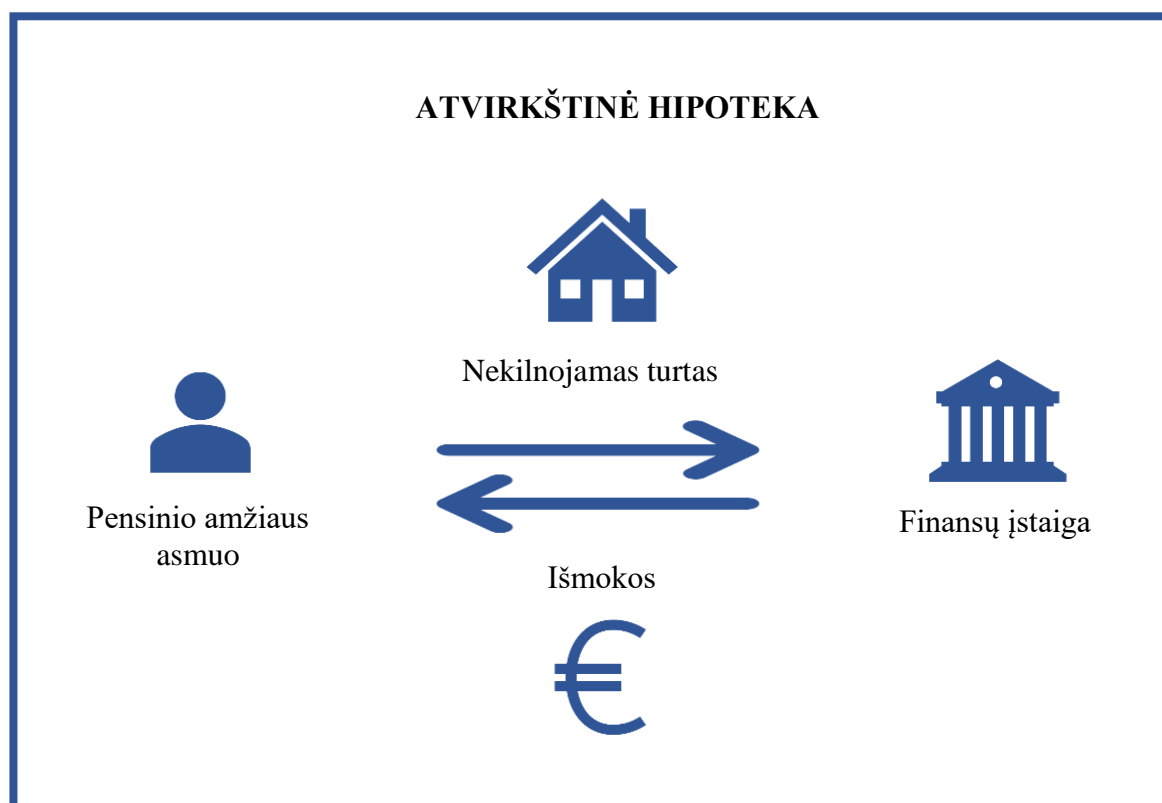 ATVIRKŠTINĖ HIPOTEKA
Nekilnojamas turtas
Pensinio amžiaus
asmuo
Finansų įstaiga
Išmokos
€